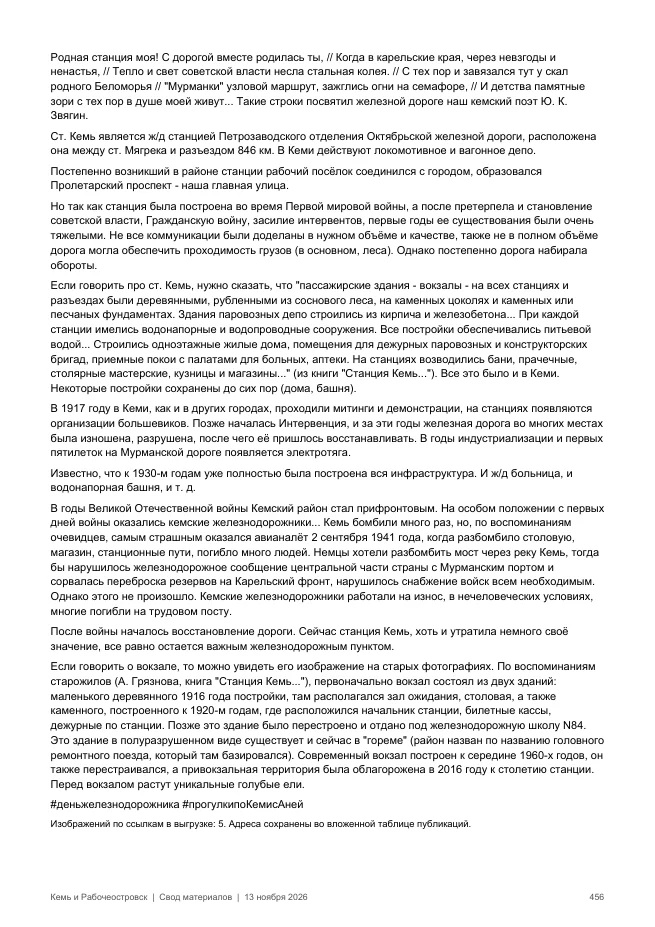 Родная станция моя! С дорогой вместе родилась ты, // Когда в карельские края, через невзгоды и
ненастья, // Тепло и свет советской власти несла стальная колея. // С тех пор и завязался тут у скал
родного Беломорья // "Мурманки" узловой маршрут, зажглись огни на семафоре, // И детства памятные
зори с тех пор в душе моей живут... Такие строки посвятил железной дороге наш кемский поэт Ю. К.
Звягин.
Ст. Кемь является ж/д станцией Петрозаводского отделения Октябрьской железной дороги, расположена
она между ст. Мягрека и разъездом 846 км. В Кеми действуют локомотивное и вагонное депо.
Постепенно возникший в районе станции рабочий посёлок соединился с городом, образовался
Пролетарский проспект - наша главная улица.
Но так как станция была построена во время Первой мировой войны, а после претерпела и становление
советской власти, Гражданскую войну, засилие интервентов, первые годы ее существования были очень
тяжелыми. Не все коммуникации были доделаны в нужном объёме и качестве, также не в полном объёме
дорога могла обеспечить проходимость грузов (в основном, леса). Однако постепенно дорога набирала
обороты.
Если говорить про ст. Кемь, нужно сказать, что "пассажирские здания - вокзалы - на всех станциях и
разъездах были деревянными, рубленными из соснового леса, на каменных цоколях и каменных или
песчаных фундаментах. Здания паровозных депо строились из кирпича и железобетона... При каждой
станции имелись водонапорные и водопроводные сооружения. Все постройки обеспечивались питьевой
водой... Строились одноэтажные жилые дома, помещения для дежурных паровозных и конструкторских
бригад, приемные покои с палатами для больных, аптеки. На станциях возводились бани, прачечные,
столярные мастерские, кузницы и магазины..." (из книги "Станция Кемь..."). Все это было и в Кеми.
Некоторые постройки сохранены до сих пор (дома, башня).
В 1917 году в Кеми, как и в других городах, проходили митинги и демонстрации, на станциях появляются
организации большевиков. Позже началась Интервенция, и за эти годы железная дорога во многих местах
была изношена, разрушена, после чего её пришлось восстанавливать. В годы индустриализации и первых
пятилеток на Мурманской дороге появляется электротяга.
Известно, что к 1930-м годам уже полностью была построена вся инфраструктура. И ж/д больница, и
водонапорная башня, и т. д.
В годы Великой Отечественной войны Кемский район стал прифронтовым. На особом положении с первых
дней войны оказались кемские железнодорожники... Кемь бомбили много раз, но, по воспоминаниям
очевидцев, самым страшным оказался авианалёт 2 сентября 1941 года, когда разбомбило столовую,
магазин, станционные пути, погибло много людей. Немцы хотели разбомбить мост через реку Кемь, тогда
бы нарушилось железнодорожное сообщение центральной части страны с Мурманским портом и
сорвалась переброска резервов на Карельский фронт, нарушилось снабжение войск всем необходимым.
Однако этого не произошло. Кемские железнодорожники работали на износ, в нечеловеческих условиях,
многие погибли на трудовом посту.
После войны началось восстановление дороги. Сейчас станция Кемь, хоть и утратила немного своё
значение, все равно остается важным железнодорожным пунктом.
Если говорить о вокзале, то можно увидеть его изображение на старых фотографиях. По воспоминаниям
старожилов (А. Грязнова, книга "Станция Кемь..."), первоначально вокзал состоял из двух зданий:
маленького деревянного 1916 года постройки, там располагался зал ожидания, столовая, а также
каменного, построенного к 1920-м годам, где расположился начальник станции, билетные кассы,
дежурные по станции. Позже это здание было перестроено и отдано под железнодорожную школу N84.
Это здание в полуразрушенном виде существует и сейчас в "гореме" (район назван по названию головного
ремонтного поезда, который там базировался). Современный вокзал построен к середине 1960-х годов, он
также перестраивался, а привокзальная территория была облагорожена в 2016 году к столетию станции.
Перед вокзалом растут уникальные голубые ели.
#деньжелезнодорожника #прогулкипоКемисАней
Изображений по ссылкам в выгрузке: 5. Адреса сохранены во вложенной таблице публикаций.
Кемь и Рабочеостровск | Свод материалов | 13 ноября 2026
456